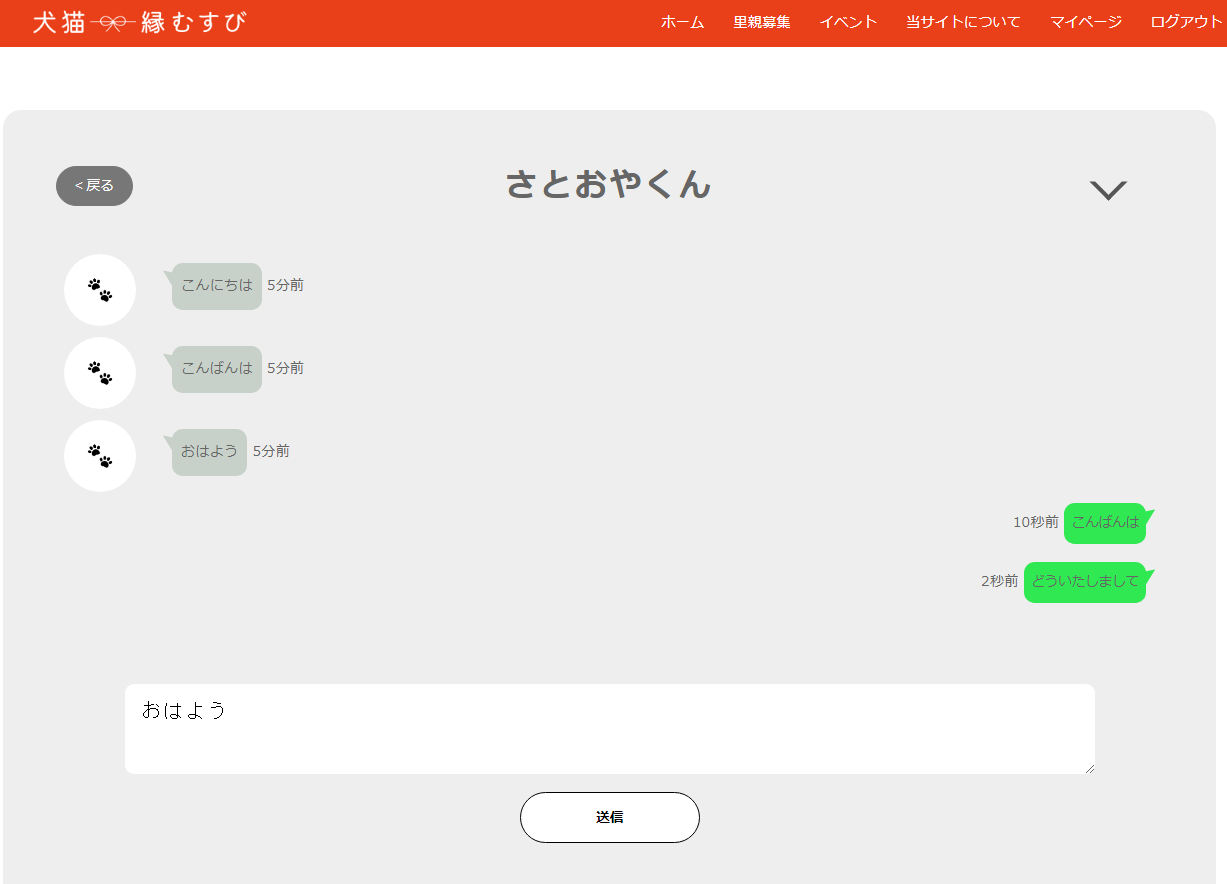 犬猫 縁むすび
ホーム 里親募集 イベント 当サイトについて マイページ ログアウト
< 戻る
さとおやくん
こんにちは 5分前
こんばんは 5分前
おはよう 5分前
10秒前 こんばんは
2秒前 どういたしまして
おはよう
送信